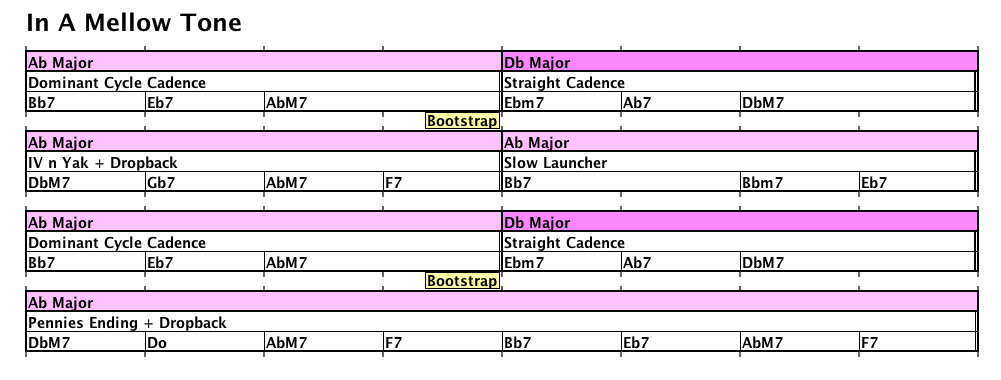 In A Mellow Tone
Ab Major Db Major
Dominant Cycle Cadence Straight Cadence
Bb7 Eb7 AbM7 Ebm7 Ab7 DbM7
Bootstrap
Ab Major Ab Major
IV n Yak + Dropback Slow Launcher
DbM7 Gb7 AbM7 F7 Bb7 Bbm7 Eb7
Ab Major Db Major
Dominant Cycle Cadence Straight Cadence
Bb7 Eb7 AbM7 Ebm7 Ab7 DbM7
Bootstrap
Ab Major
Pennies Ending + Dropback
DbM7 Do AbM7 F7 Bb7 Eb7 AbM7 F7